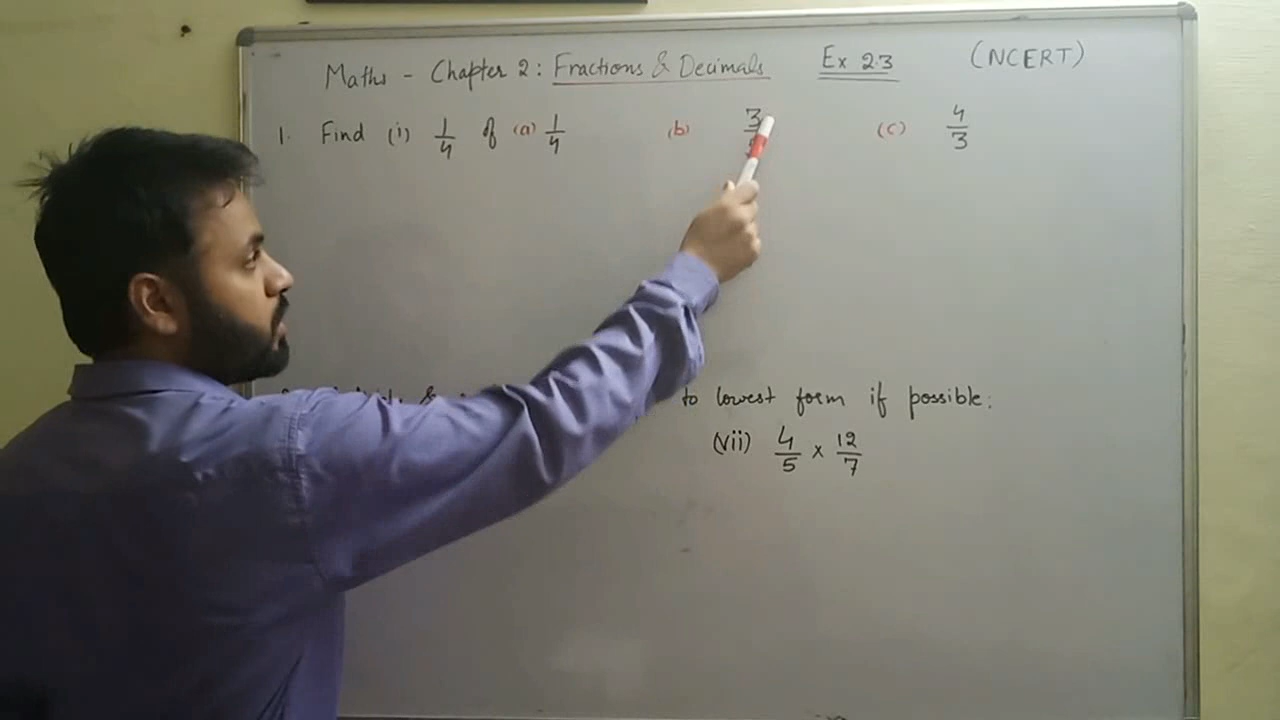 Maths - Chapter 2: Fractions & Decimals Ex 2.3 (NCERT)
1. Find (i) 1/4 of (a) 1/4 (b) 3 (c) 4/3
to lowest form if possible:
(vii) 4/5 x 12/7